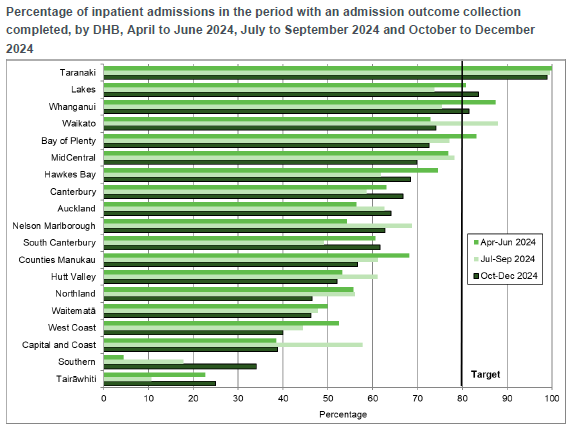 Percentage of inpatient admissions in the period with an admission outcome collection
completed, by DHB, April to June 2024, July to September 2024 and October to December
2024
Taranaki
Lakes
Whanganui
Waikato
Bay of Plenty
MidCentral
Hawkes Bay
Canterbury
Auckland
Nelson Marlborough
South Canterbury
Counties Manukau
Hutt Valley
Northland
Waitematā
West Coast
Capital and Coast
Southern
Tairāwhiti
Apr-Jun 2024
Jul-Sep 2024
Oct-Dec 2024
Target
0 10 20 30 40 50 60 70 80 90 100
Percentage